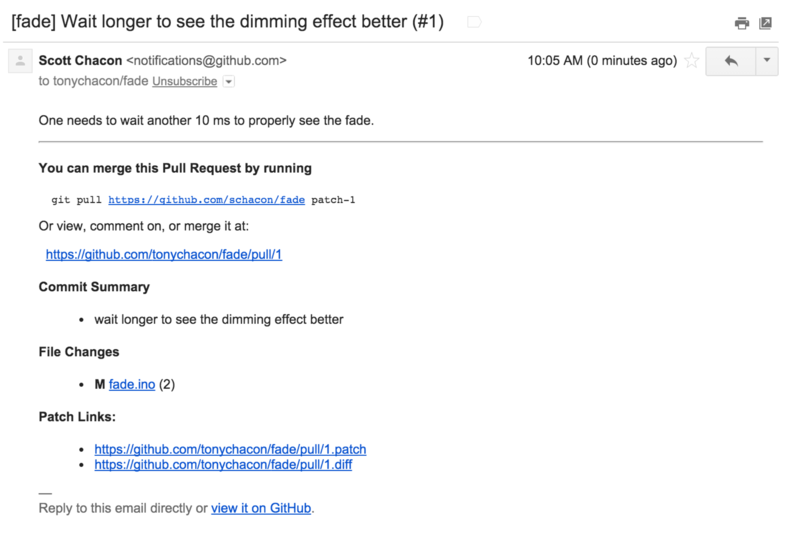 [fade] Wait longer to see the dimming effect better (#1)
Scott Chacon <notifications@github.com>
10:05 AM (0 minutes ago)
to tonychacon/fade Unsubscribe
One needs to wait another 10 ms to properly see the fade.
You can merge this Pull Request by running
git pull https://github.com/schacon/fade patch-1
Or view, comment on, or merge it at:
https://github.com/tonychacon/fade/pull/1
Commit Summary
• wait longer to see the dimming effect better
File Changes
• M fade.ino (2)
Patch Links:
• https://github.com/tonychacon/fade/pull/1.patch
• https://github.com/tonychacon/fade/pull/1.diff
—
Reply to this email directly or view it on GitHub.